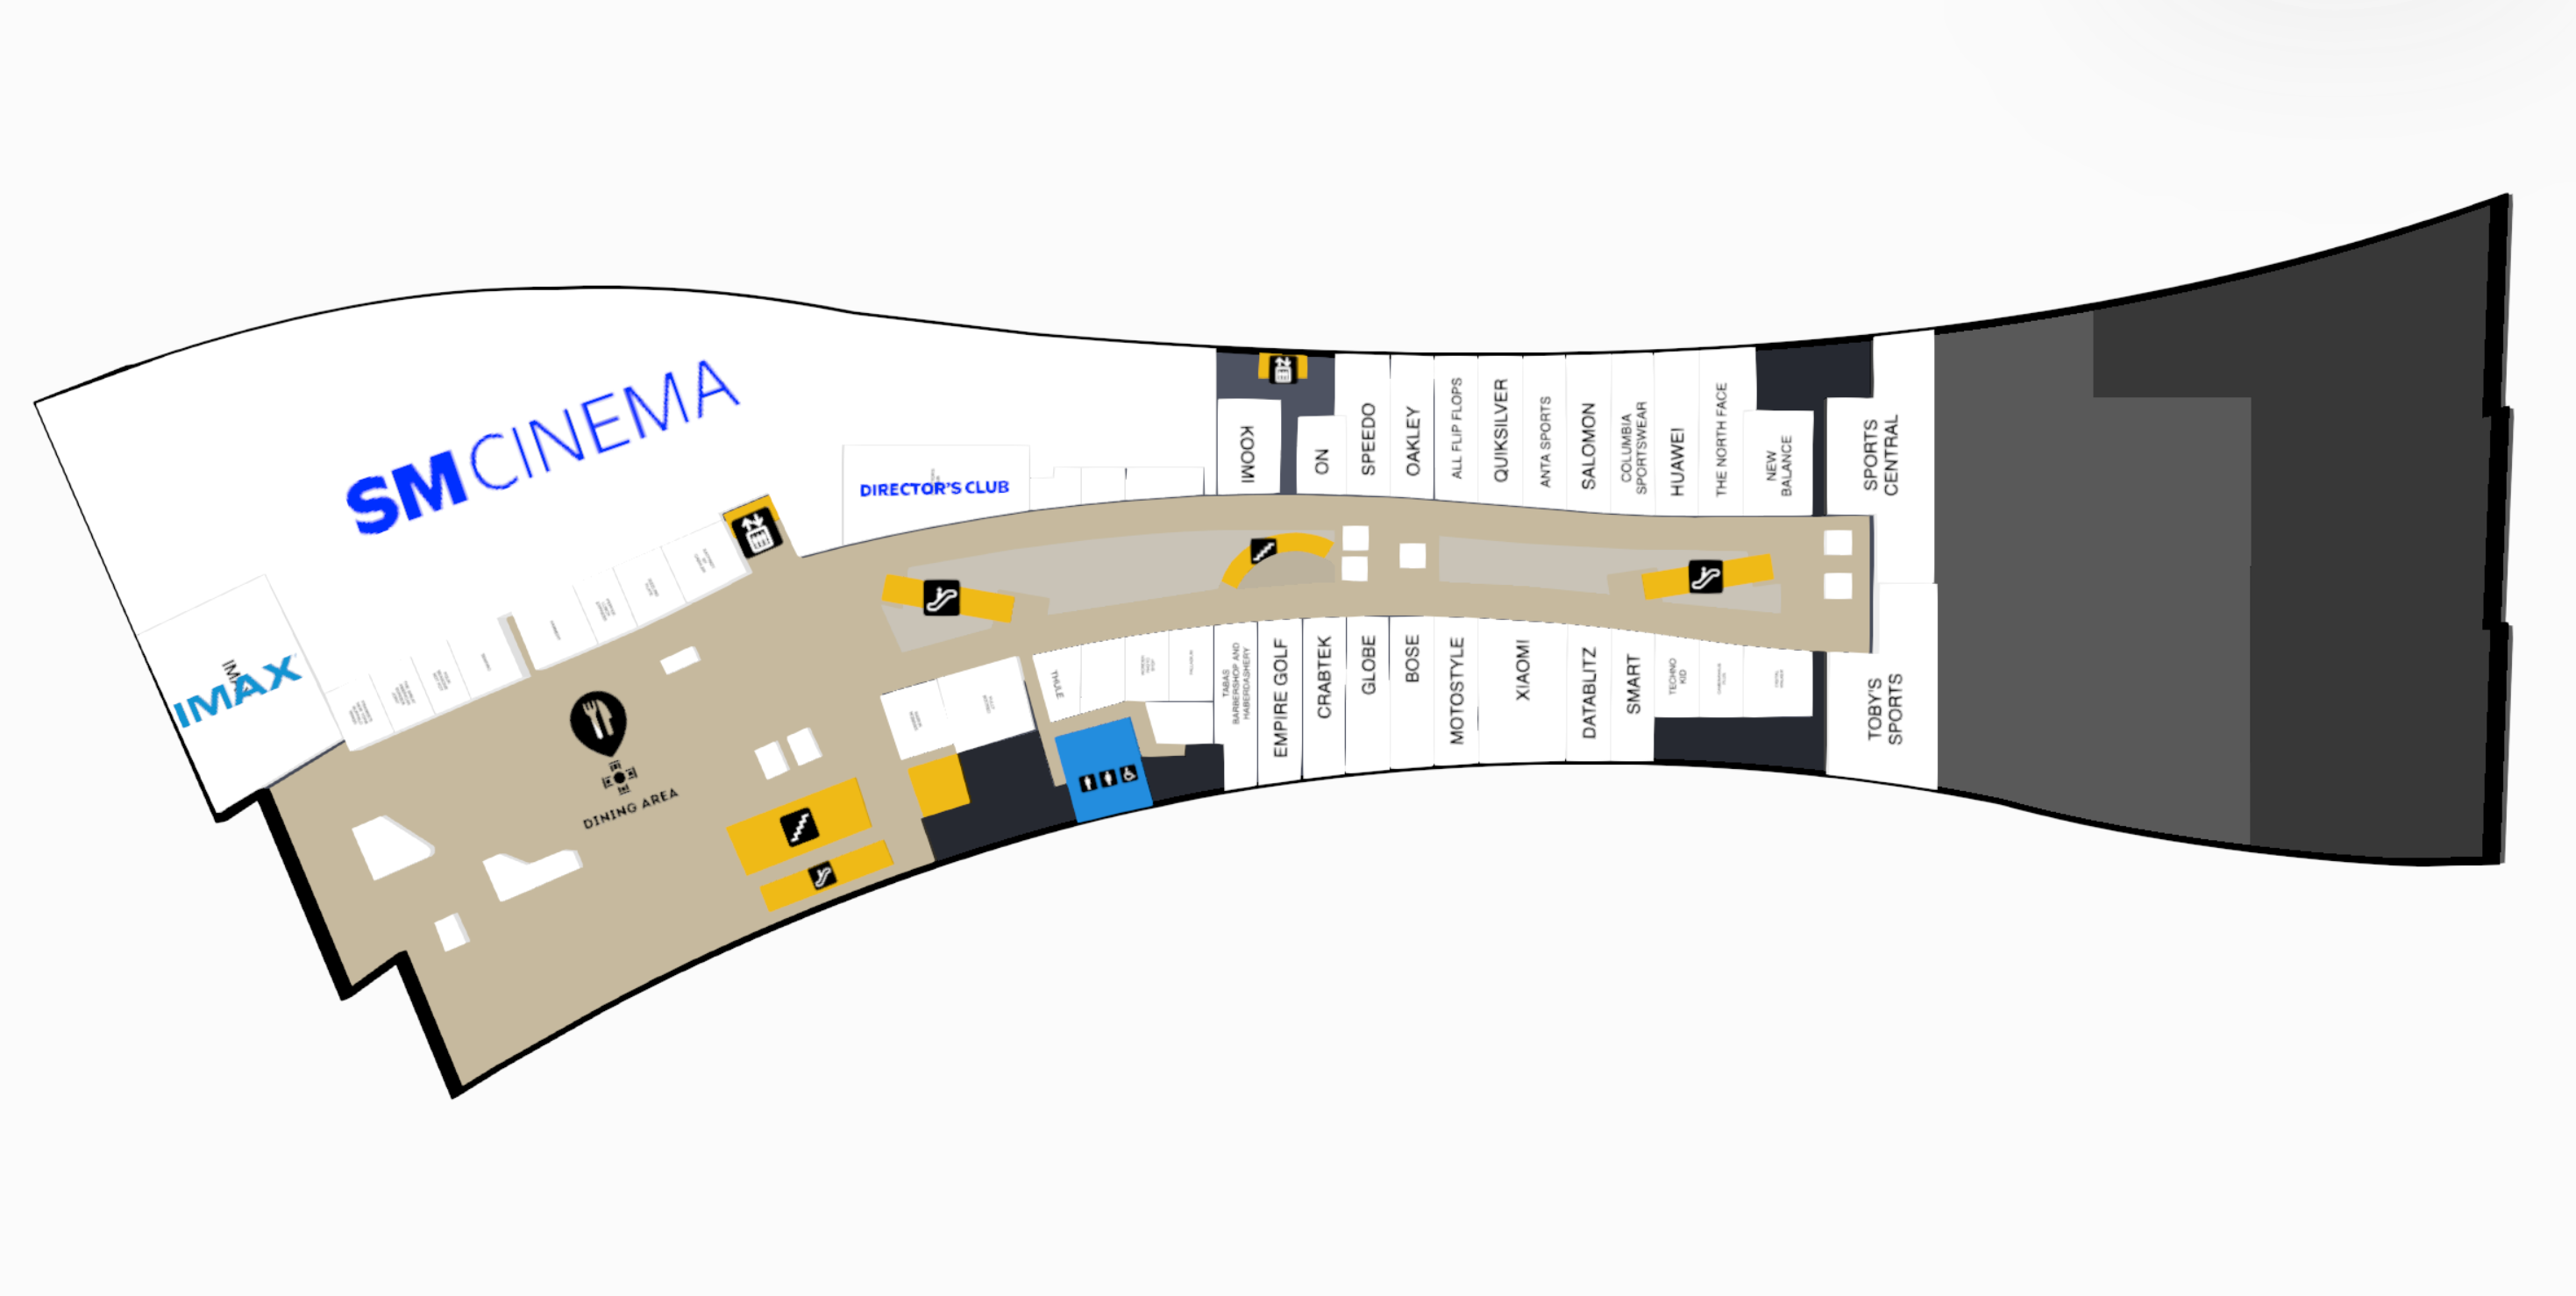 SM CINEMA
IMAX
DIRECTOR'S CLUB
DINING AREA
KOOMI
ON
SPEEDO
OAKLEY
ALL FLIP FLOPS
QUIKSILVER
ANTA SPORTS
SALOMON
COLUMBIA
SPORTSWEAR
HUAWEI
THE NORTH FACE
NEW
BALANCE
SPORTS
CENTRAL
THULE
TABAS
BARBERSHOP AND
HABERDASHERY
EMPIRE GOLF
CRABTEK
GLOBE
BOSE
MOTOSTYLE
XIAOMI
DATABLITZ
SMART
TECHNO
KID
TOBY'S
SPORTS